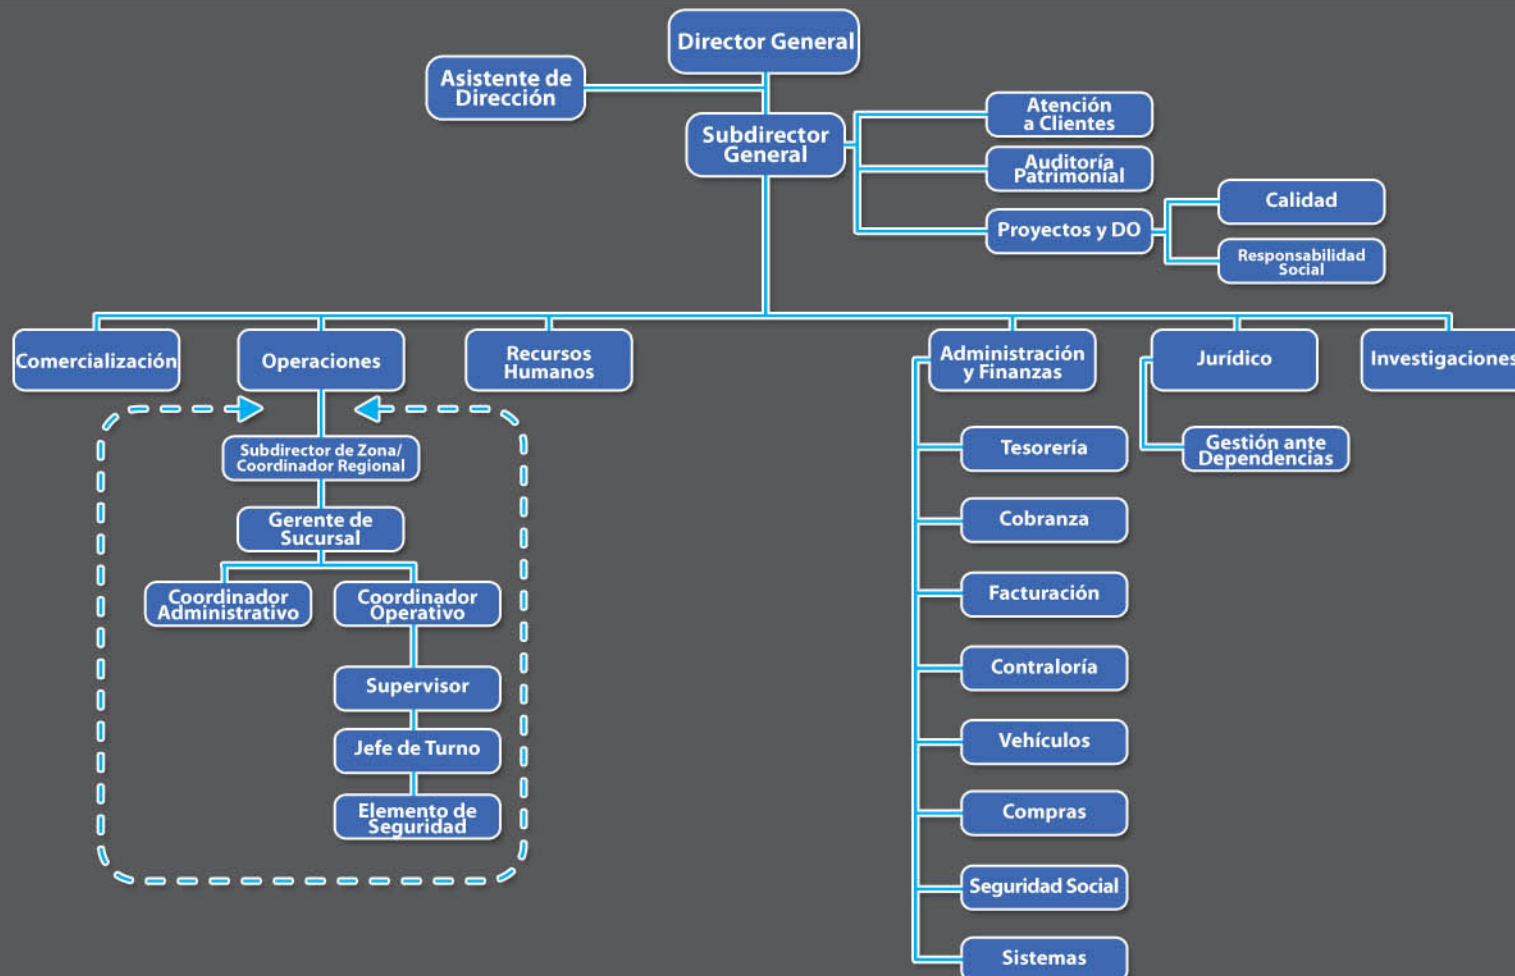 Director General
Asistente de
Dirección
Subdirector
General
Atención
a Clientes
Auditoría
Patrimonial
Proyectos y DO
Calidad
Responsabilidad
Social
Comercialización
Operaciones
Recursos
Humanos
Administración
y Finanzas
Jurídico
Investigaciones
Subdirector de Zona/
Coordinador Regional
Gerente de
Sucursal
Coordinador
Administrativo
Coordinador
Operativo
Supervisor
Jefe de Turno
Elemento de
Seguridad
Tesorería
Cobranza
Facturación
Contraloría
Vehículos
Compras
Seguridad Social
Sistemas
Gestión ante
Dependencias